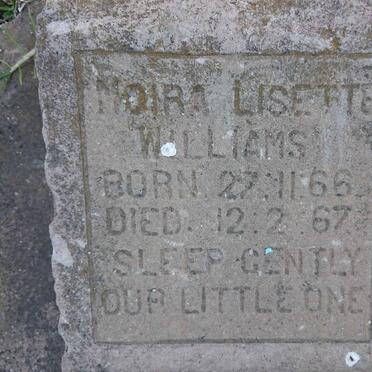 MOIRA LISETTE
WILLIAMS
BORN 27.11.66
DIED. 12.2.67
SLEEP GENTLY
OUR LITTLE ONE